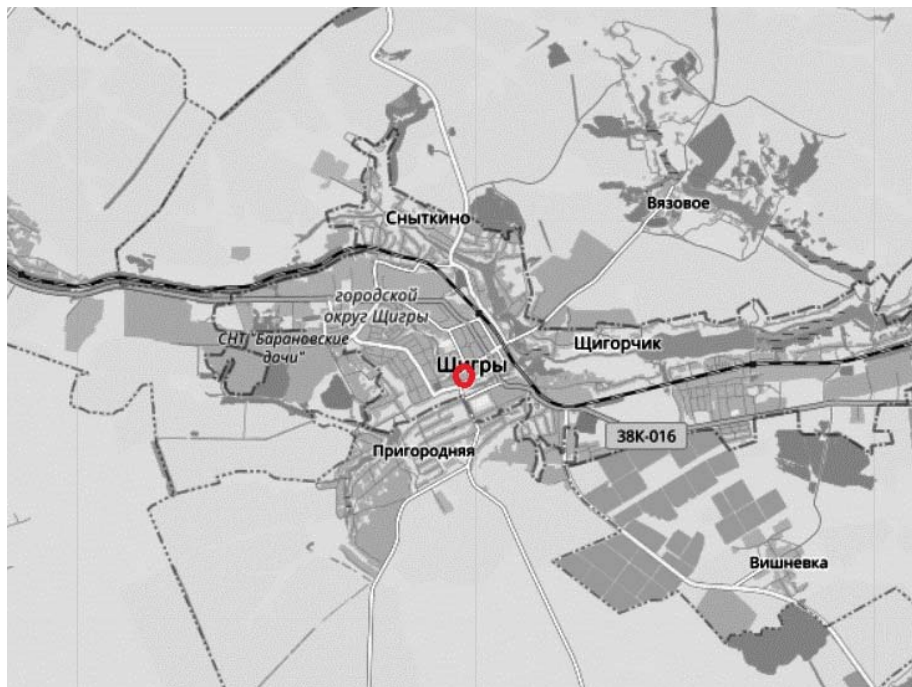 Вязовое
Сныткино
городской
округ Щигры
СНТ "Барановские
дачи"
Щигорчик
Щигры
38К-016
Пригородняя
Вишневка